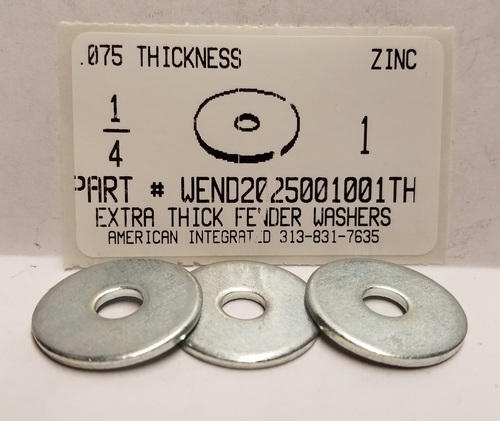 .075 THICKNESS ZINC
1/4 1
PART # WEND2025001001TH
EXTRA THICK FENDER WASHERS
AMERICAN INTEGRATED 313-831-7635